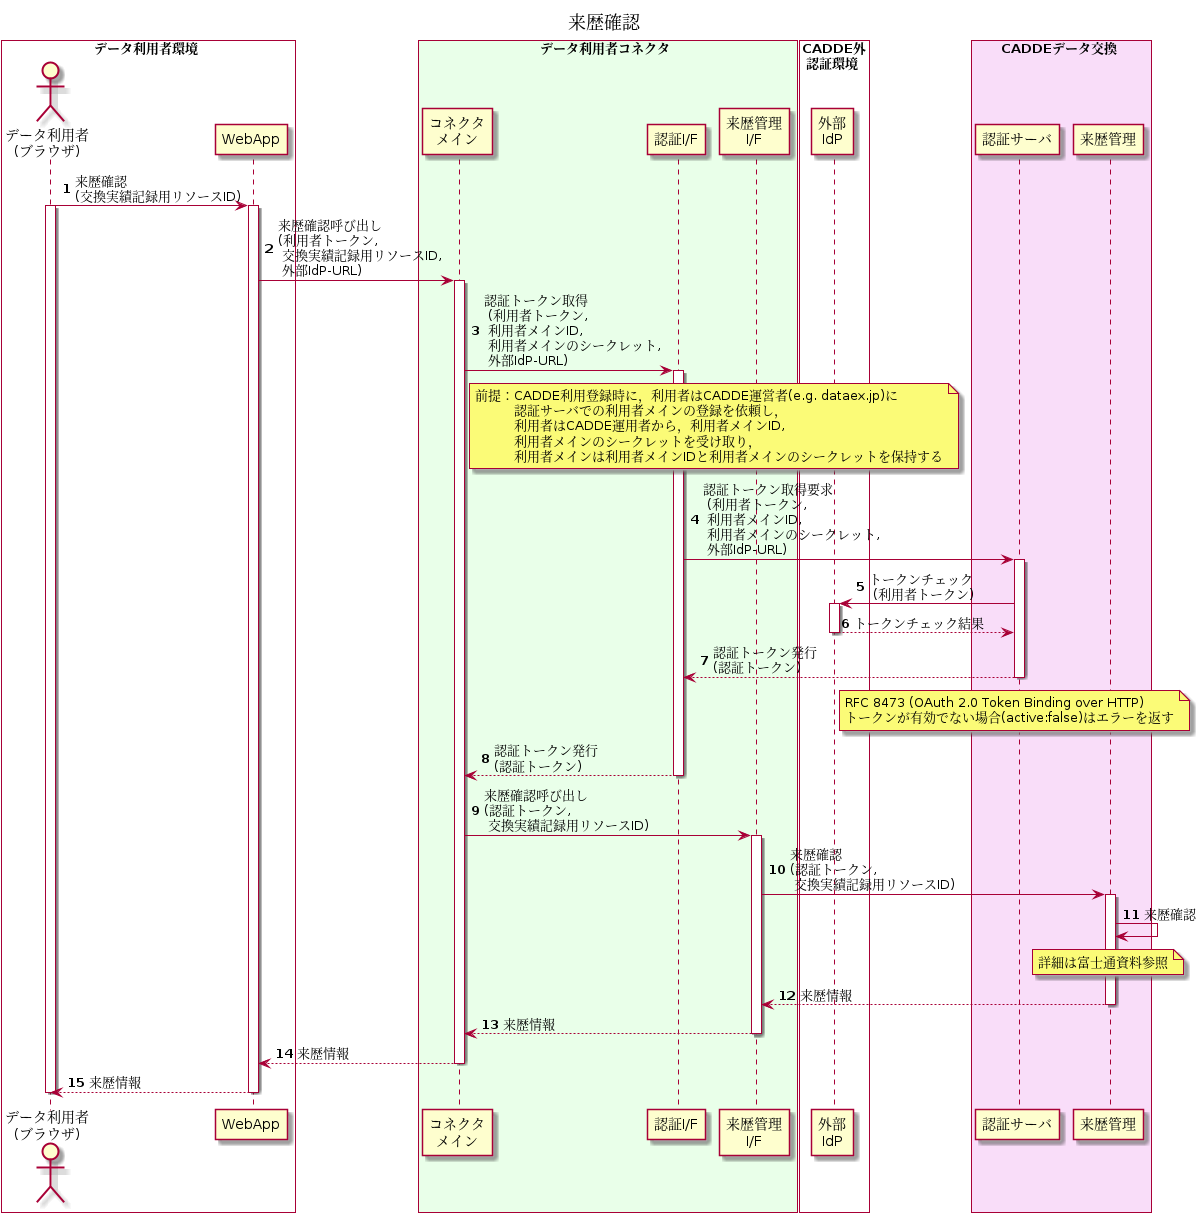 来歴確認
データ利用者環境
データ利用者コネクタ
CADDE外
認証環境
CADDEデータ交換
データ利用者
(ブラウザ)
WebApp
コネクタ
メイン
認証I/F
来歴管理
I/F
外部
IdP
認証サーバ
来歴管理
1 来歴確認
(交換実績記録用リソースID)
2 来歴確認呼び出し
(利用者トークン,
交換実績記録用リソースID,
外部IdP-URL)
3 認証トークン取得
(利用者トークン,
利用者メインID,
利用者メインのシークレット,
外部IdP-URL)
前提：CADDE利用登録時に，利用者はCADDE運営者(e.g. dataex.jp)に
認証サーバでの利用者メインの登録を依頼し，
利用者はCADDE運用者から，利用者メインID,
利用者メインのシークレットを受け取り，
利用者メインは利用者メインIDと利用者メインのシークレットを保持する
4 認証トークン取得要求
(利用者トークン,
利用者メインID,
利用者メインのシークレット,
外部IdP-URL)
5 トークンチェック
(利用者トークン)
6 トークンチェック結果
7 認証トークン発行
(認証トークン)
RFC 8473 (OAuth 2.0 Token Binding over HTTP)
トークンが有効でない場合(active:false)はエラーを返す
8 認証トークン発行
(認証トークン)
9 来歴確認呼び出し
(認証トークン,
交換実績記録用リソースID)
10 来歴確認
(認証トークン,
交換実績記録用リソースID)
11 来歴確認
詳細は富士通資料参照
12 来歴情報
13 来歴情報
14 来歴情報
15 来歴情報
データ利用者
(ブラウザ)
WebApp
コネクタ
メイン
認証I/F
来歴管理
I/F
外部
IdP
認証サーバ
来歴管理